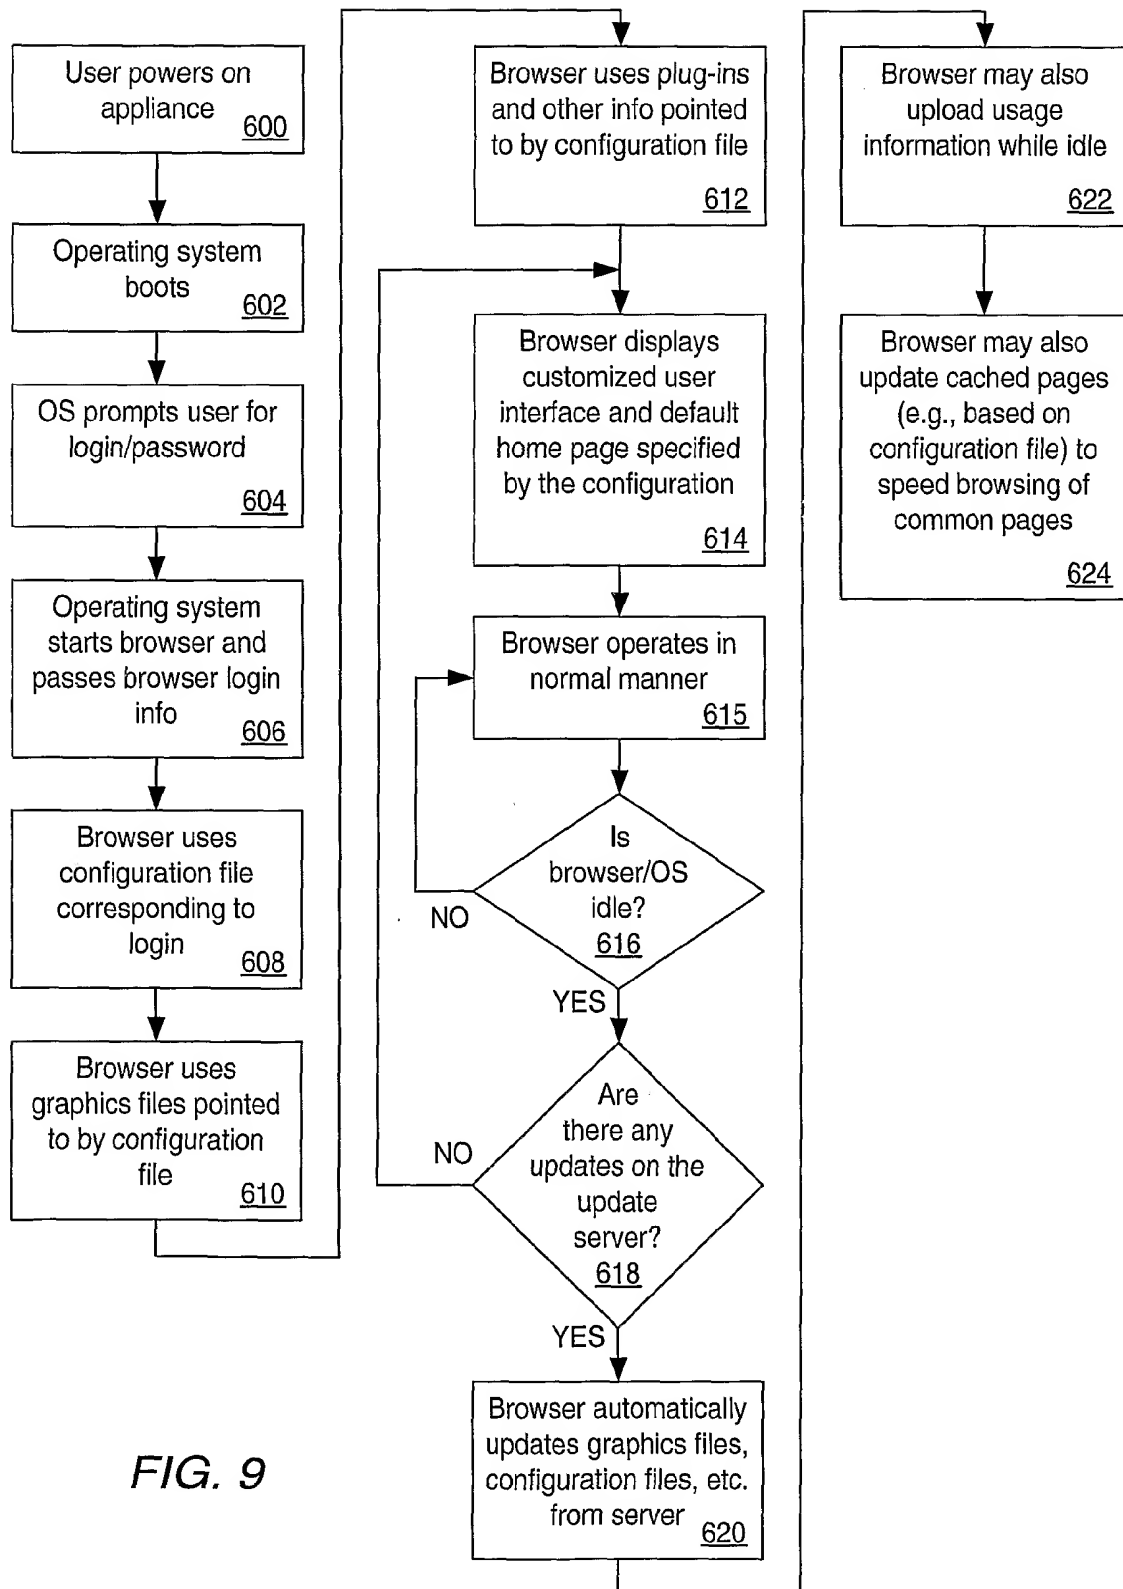 User powers on
appliance
600
Operating system
boots
602
OS prompts user for
login/password
604
Operating system
starts browser and
passes browser login
info
606
Browser uses
configuration file
corresponding to
login
608
Browser uses
graphics files pointed
to by configuration
file
610
Browser uses plug-ins
and other info pointed
to by configuration file
612
Browser displays
customized user
interface and default
home page specified
by the configuration
614
Browser operates in
normal manner
615
Is
browser/OS
idle?
616
NO
YES
Are
there any
updates on the
update
server?
618
NO
YES
Browser automatically
updates graphics files,
configuration files, etc.
from server
620
Browser may also
upload usage
information while idle
622
Browser may also
update cached pages
(e.g., based on
configuration file) to
speed browsing of
common pages
624
FIG. 9